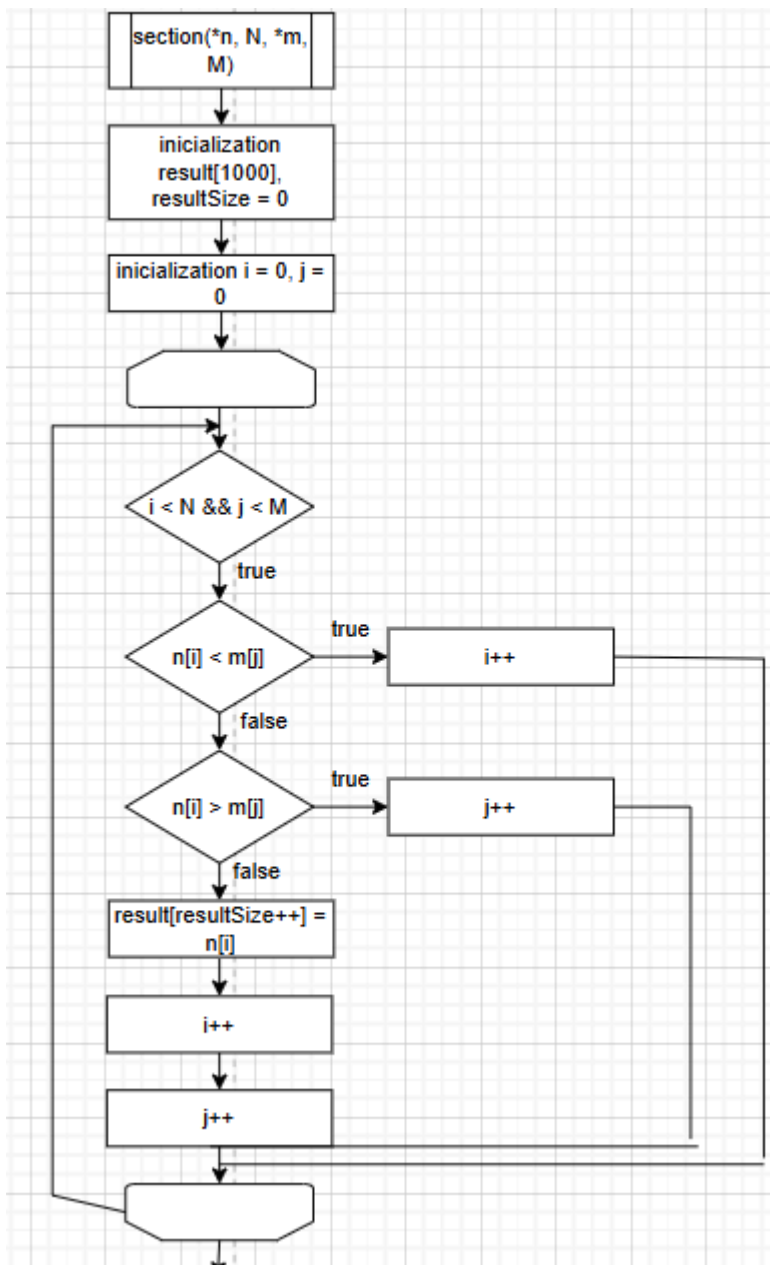 section(*n, N, *m,
M)
inicialization
result[1000],
resultSize = 0
inicialization i = 0, j =
0
i < N && j < M
true
n[i] < m[j]
true
i++
false
n[i] > m[j]
true
j++
false
result[resultSize++] =
n[i]
i++
j++